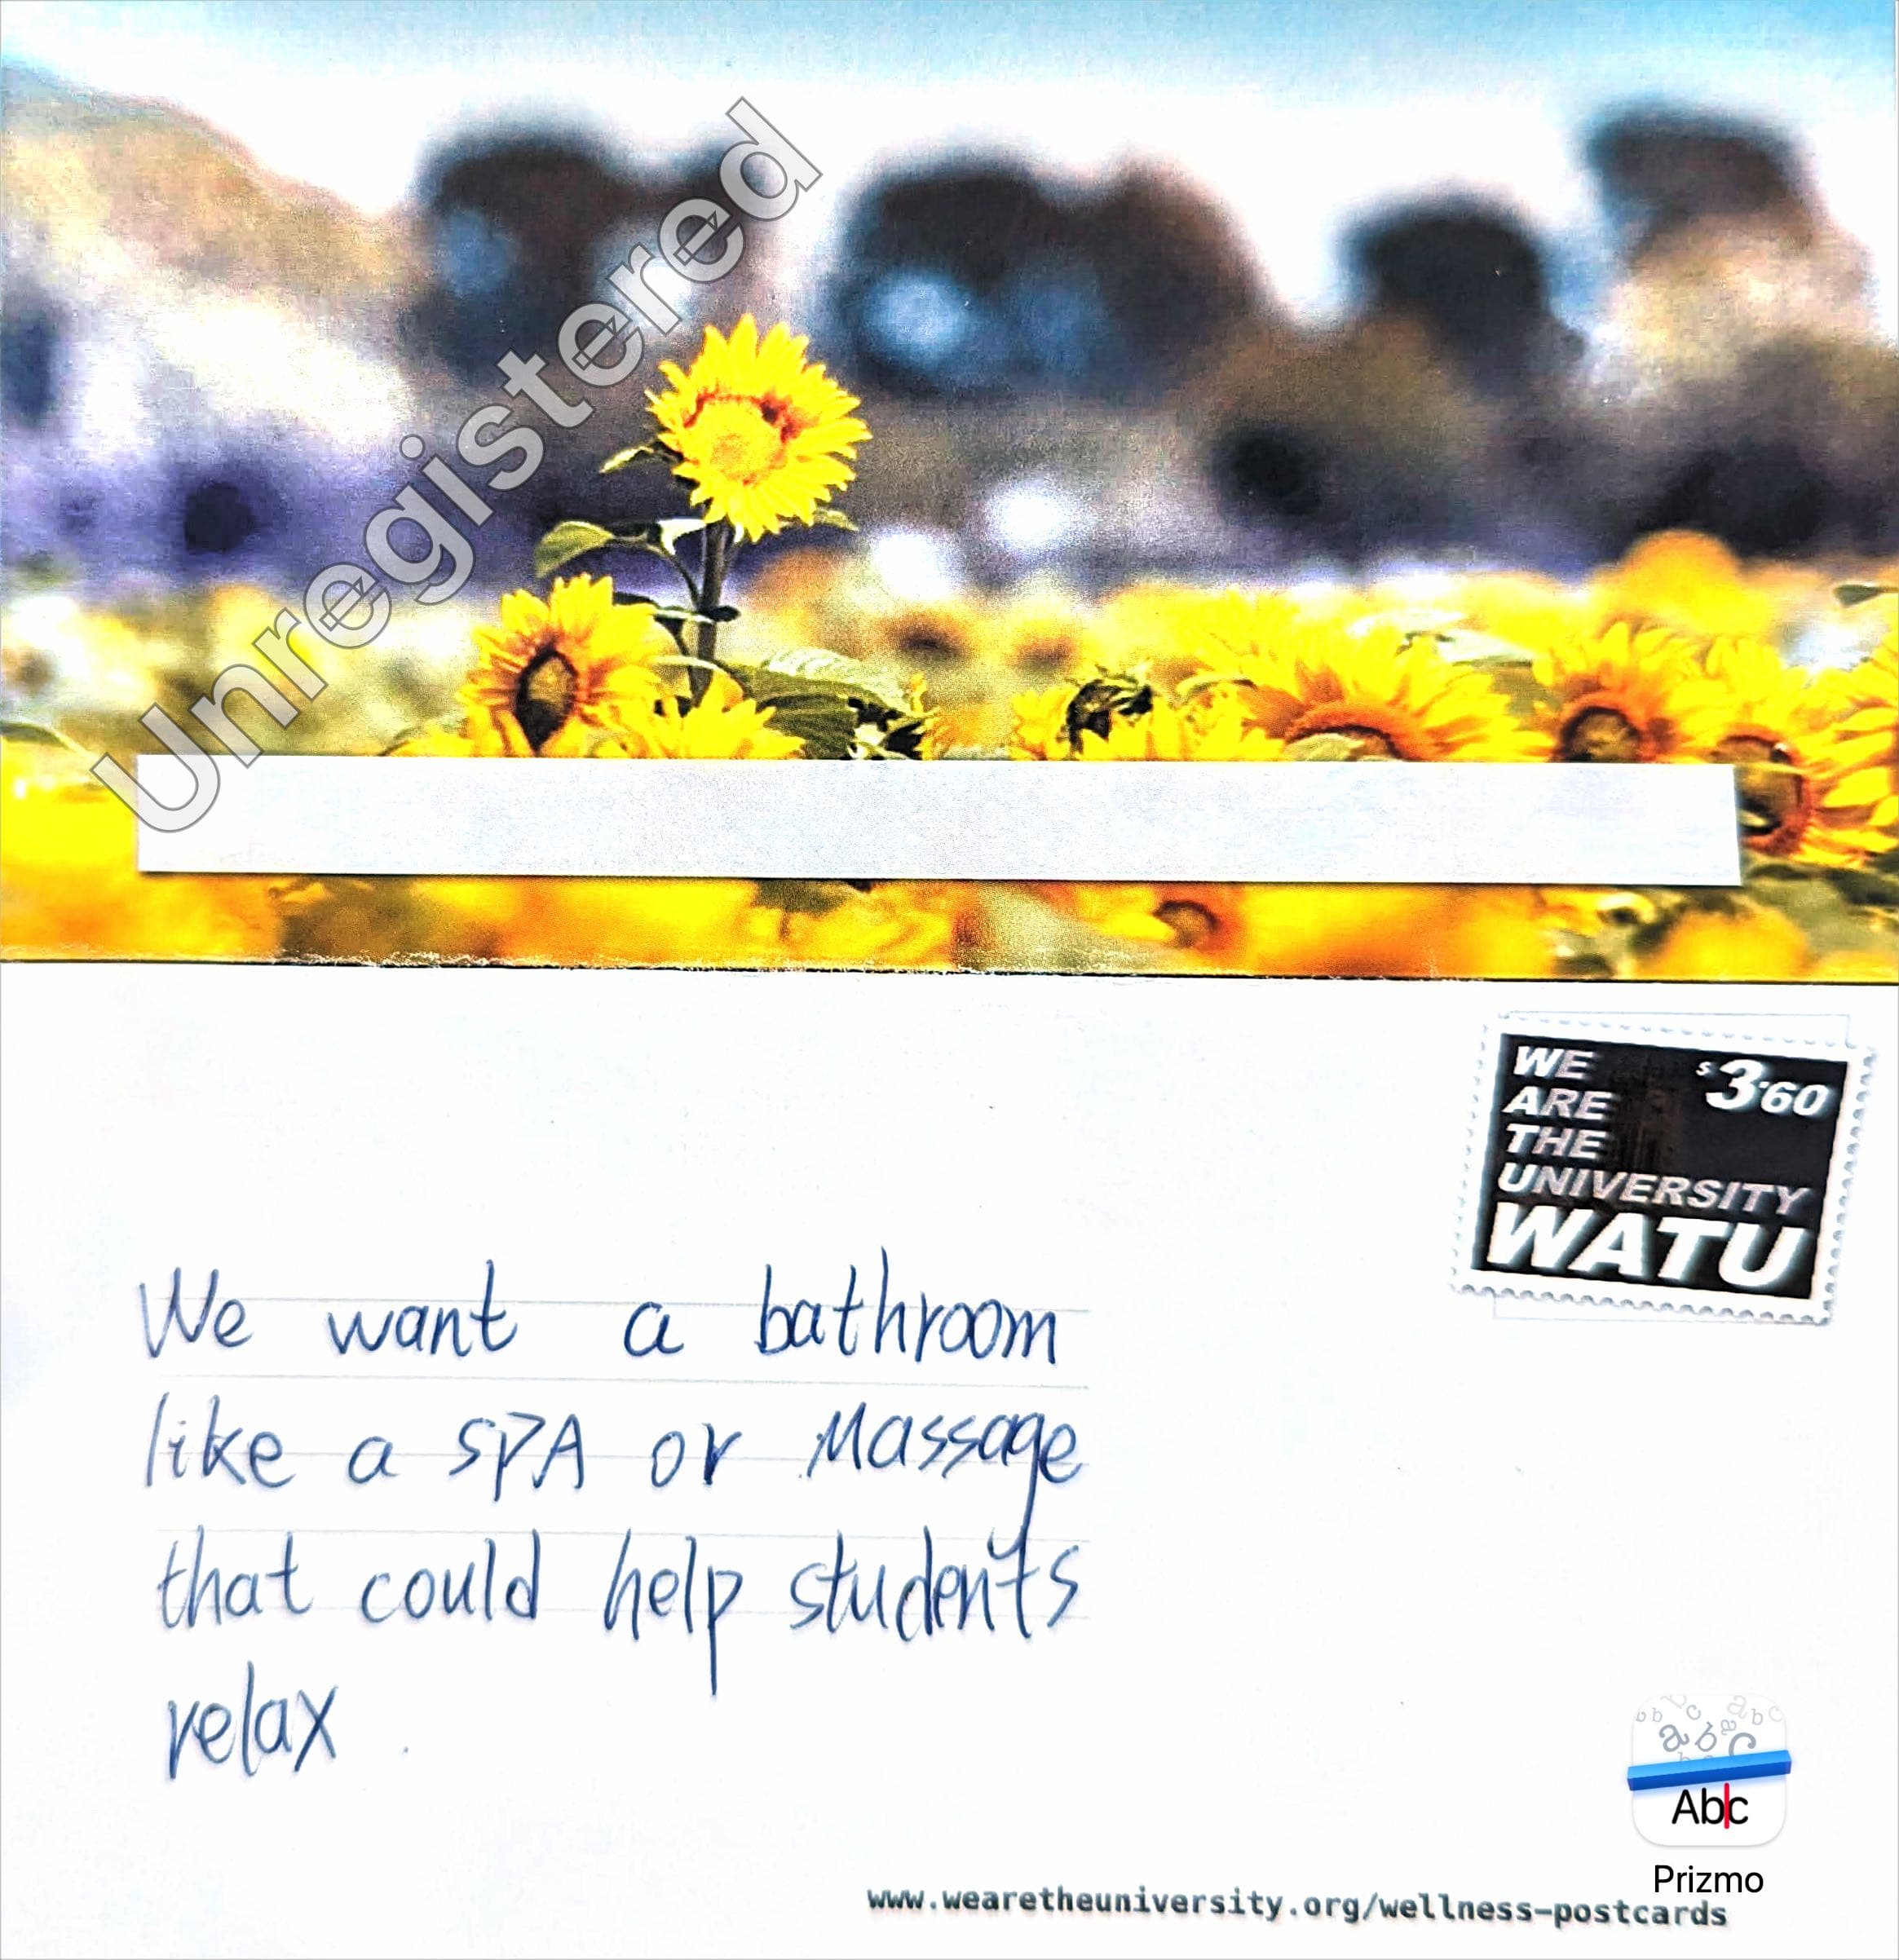 Unregistered
WE
ARE
THE
UNIVERSITY
WATU
$3.60
We want a bathroom
like a SPA or Massage
that could help students
relax.
Abc
Prizmo
www.wearetheuniversity.org/wellness-postcards